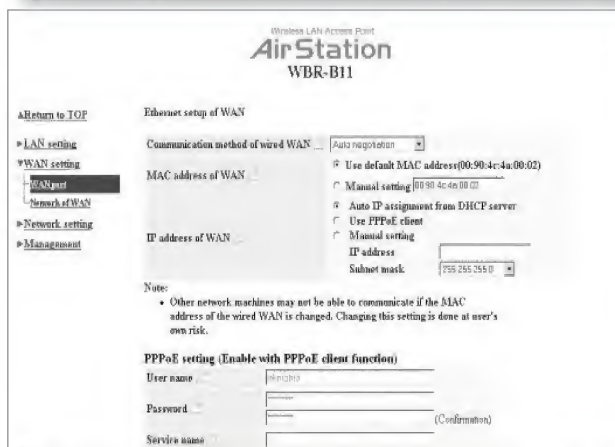 Wireless LAN Access Point
AirStation
WBR-B11
Return to TOP
LAN setting
WAN setting
WAN port
Network of WAN
Network setting
Management
Ethernet setup of WAN
Communication method of wired WAN ... Auto negotiation
MAC address of WAN ...
Use default MAC address(00:90:4c:4a:00:02)
Manual setting 00:90:4c:4a:00:02
IP address of WAN ...
Auto IP assignment from DHCP server
Use PPPoE client
Manual setting
IP address
Subnet mask 255.255.255.0
Note:
• Other network machines may not be able to communicate if the MAC
address of the wired WAN is changed. Changing this setting is done at user's
own risk.
PPPoE setting (Enable with PPPoE client function)
User name
Password
(Confirmation)
Service name